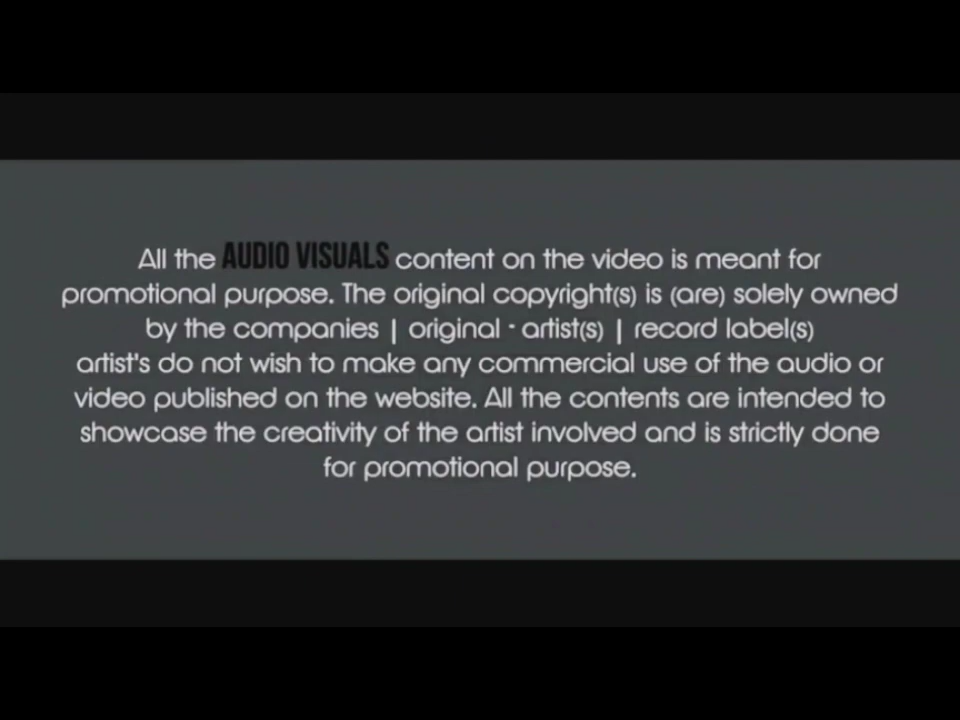 All the AUDIO VISUALS content on the video is meant for
promotional purpose. The original copyright(s) is (are) solely owned
by the companies | original - artist(s) | record label(s)
artist's do not wish to make any commercial use of the audio or
video published on the website. All the contents are intended to
showcase the creativity of the artist involved and is strictly done
for promotional purpose.